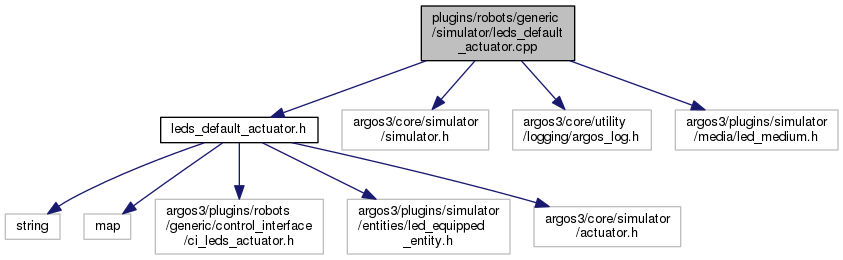 plugins/robots/generic
/simulator/leds_default
_actuator.cpp
leds_default_actuator.h
argos3/core/simulator
/simulator.h
argos3/core/utility
/logging/argos_log.h
argos3/plugins/simulator
/media/led_medium.h
string
map
argos3/plugins/robots
/generic/control_interface
/ci_leds_actuator.h
argos3/plugins/simulator
/entities/led_equipped
_entity.h
argos3/core/simulator
/actuator.h